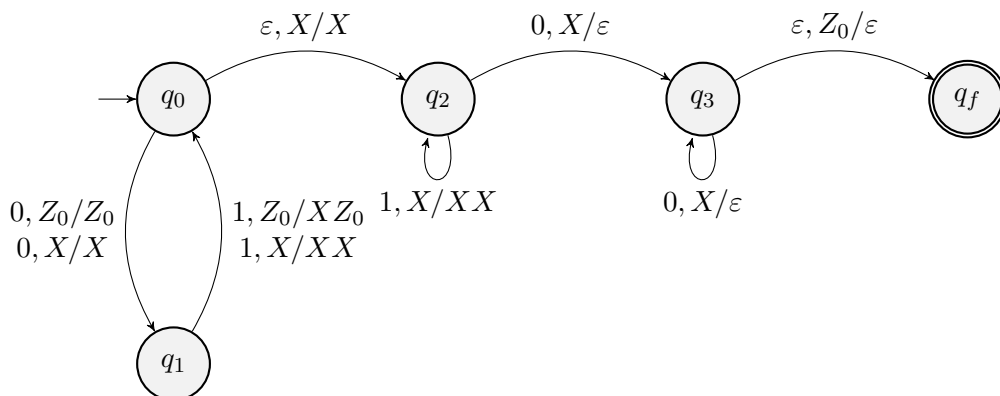 ε, X/X
0, X/ε
ε, Z₀/ε
q₀
q₂
q₃
q_f
1, X/XX
0, X/ε
0, Z₀/Z₀
0, X/X
1, Z₀/XZ₀
1, X/XX
q₁